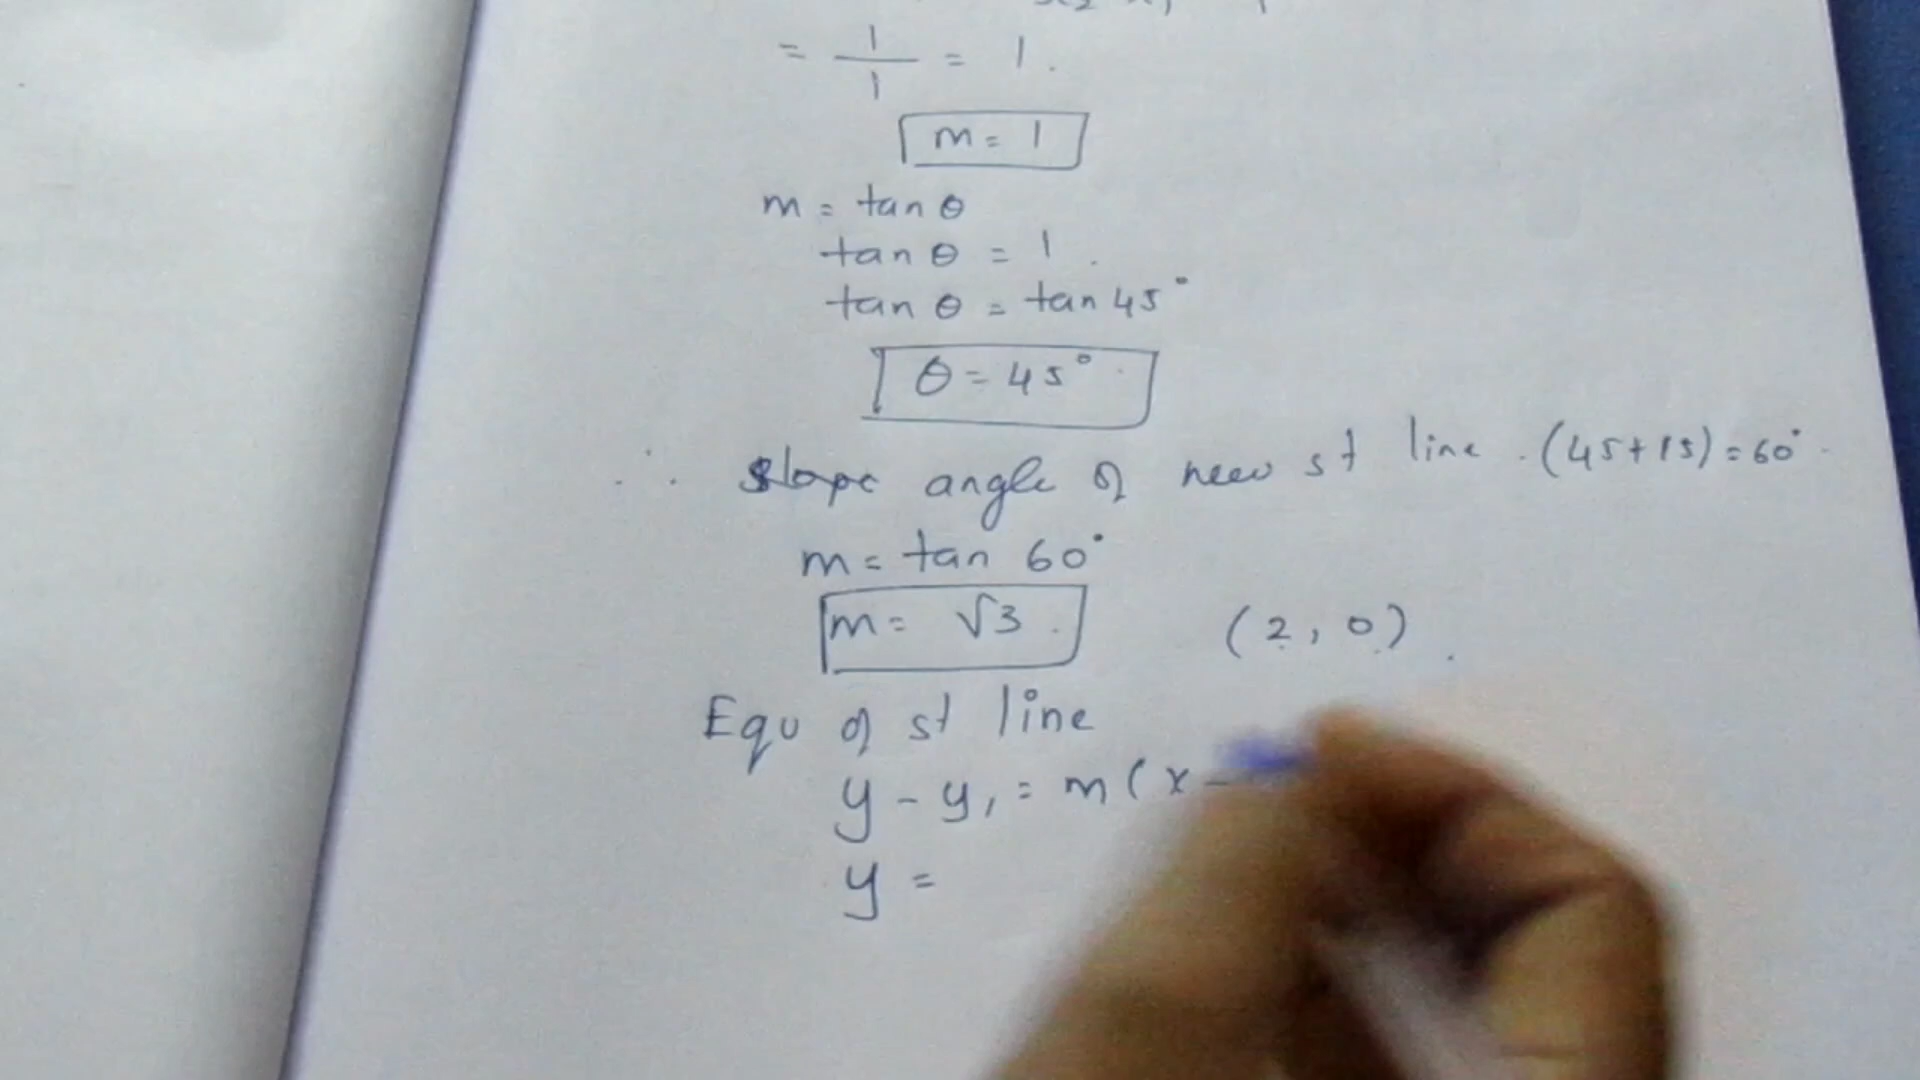 = 1/1 = 1.
m = 1
m = tan θ
tan θ = 1.
tan θ = tan 45°
θ = 45°
∴ slope angle of new st line. (45+15) = 60°.
m = tan 60°
m = √3. (2, 0).
Equ of st line
y - y₁ = m(x -
y =